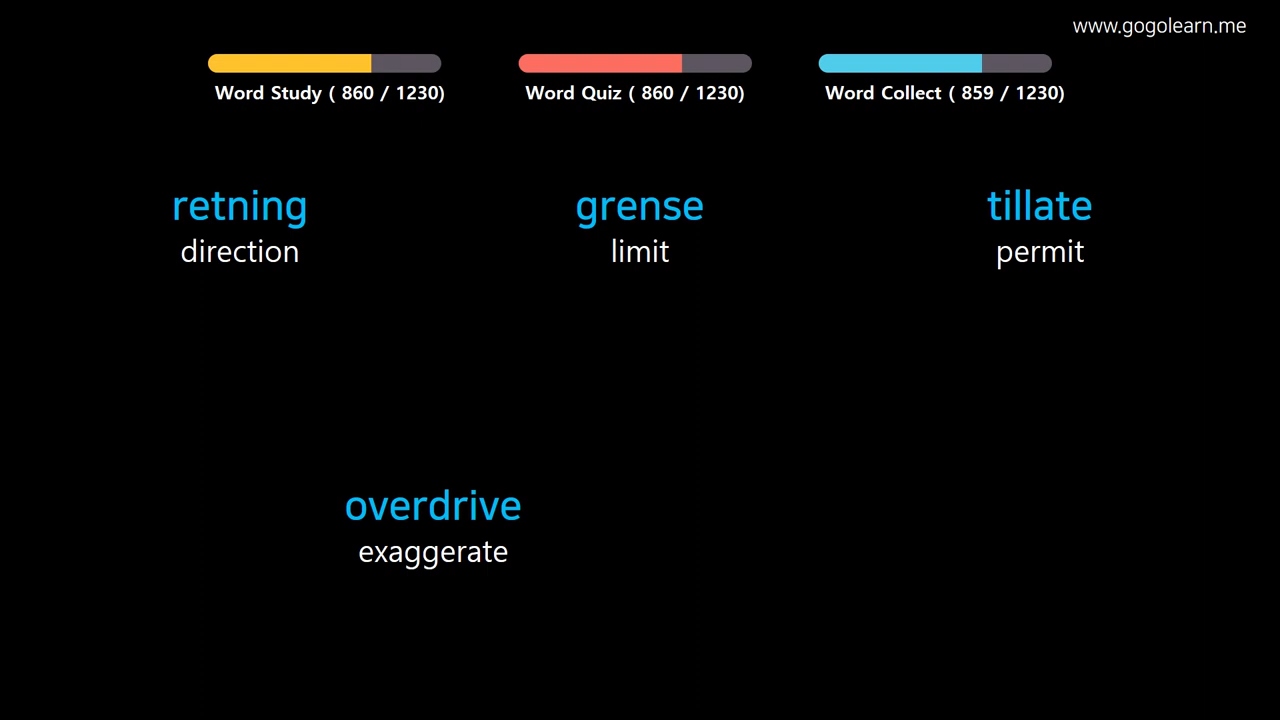 www.gogolearn.me
Word Study ( 860 / 1230)
Word Quiz ( 860 / 1230)
Word Collect ( 859 / 1230)
retning
direction
grense
limit
tillate
permit
overdrive
exaggerate